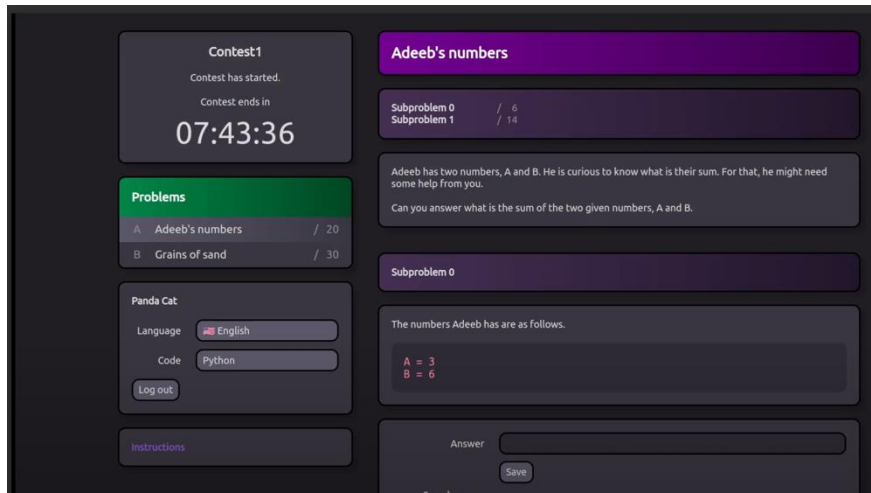 Contest1
Contest has started.
Contest ends in
07:43:36
Problems
A Adeeb's numbers / 20
B Grains of sand / 30
Panda Cat
Language English
Code Python
Log out
Instructions
Adeeb's numbers
Subproblem 0 / 6
Subproblem 1 / 14
Adeeb has two numbers, A and B. He is curious to know what is their sum. For that, he might need
some help from you.
Can you answer what is the sum of the two given numbers, A and B.
Subproblem 0
The numbers Adeeb has are as follows.
A = 3
B = 6
Answer
Save